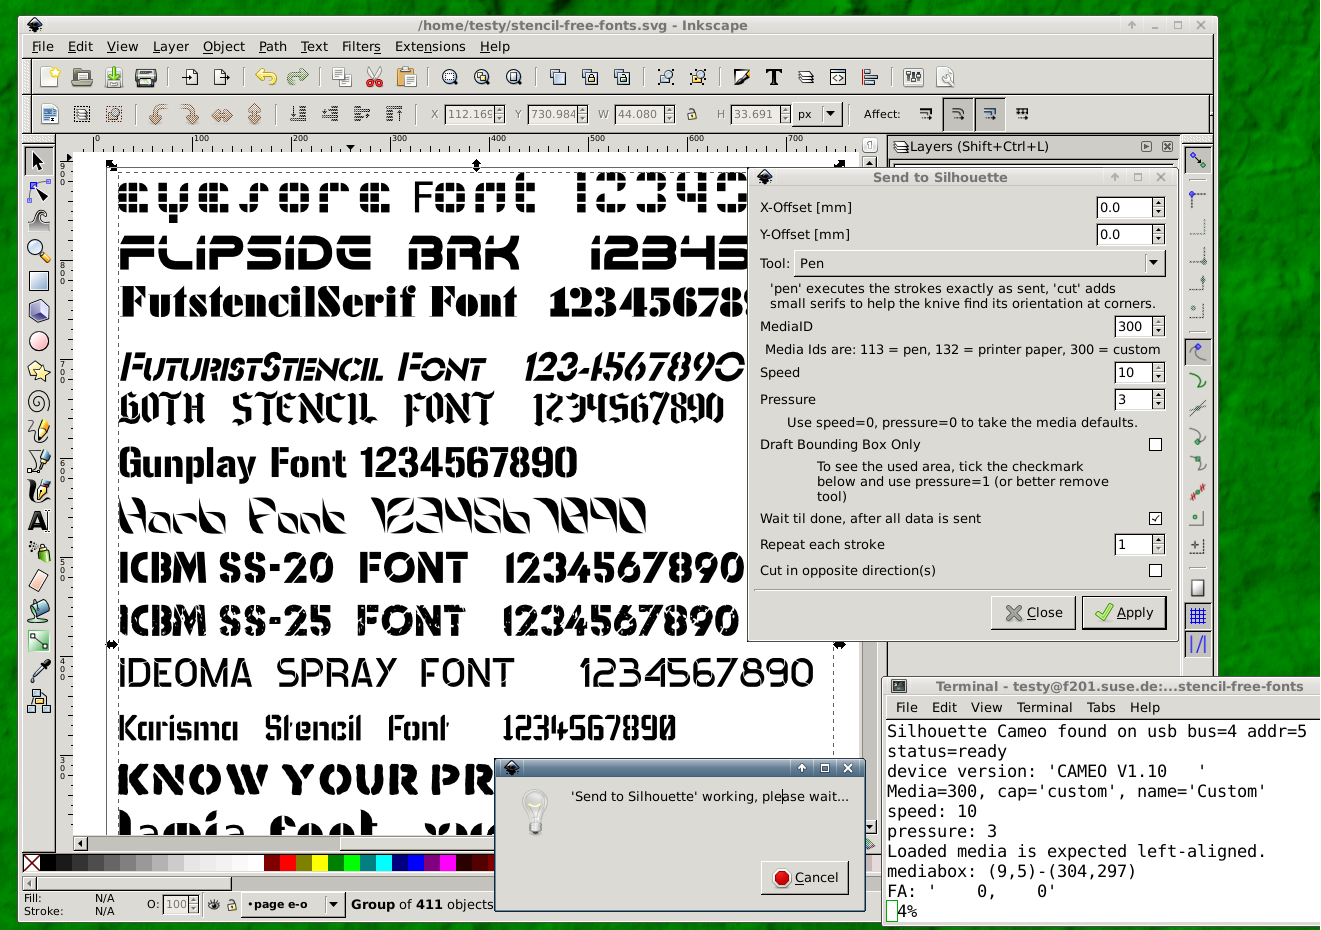 /home/testy/stencil-free-fonts.svg - Inkscape
File Edit View Layer Object Path Text Filters Extensions Help
X 112.169 Y 730.984 W 44.080 H 33.691 px Affect:
0 100 200 300 400 500 600 700
Layers (Shift+Ctrl+L)
eyesore Font 12345
FLIPSIDE BRK 12345
FutstencilSerif Font 12345678
FuturistStencil Font 1234567890
GOTH STENCIL FONT 1234567890
Gunplay Font 1234567890
Harb Font 1234567890
ICBM SS-20 FONT 1234567890
ICBM SS-25 FONT 1234567890
IDEOMA SPRAY FONT 1234567890
Karisma Stencil Font 1234567890
KNOW YOUR PR
lamia font
900
800
700
600
500
400
300
Send to Silhouette
X-Offset [mm] 0.0
Y-Offset [mm] 0.0
Tool: Pen
'pen' executes the strokes exactly as sent, 'cut' adds
small serifs to help the knive find its orientation at corners.
MediaID 300
Media Ids are: 113 = pen, 132 = printer paper, 300 = custom
Speed 10
Pressure 3
Use speed=0, pressure=0 to take the media defaults.
Draft Bounding Box Only
To see the used area, tick the checkmark
below and use pressure=1 (or better remove
tool)
Wait til done, after all data is sent
Repeat each stroke 1
Cut in opposite direction(s)
Close Apply
'Send to Silhouette' working, please wait...
Cancel
Terminal - testy@f201.suse.de:...stencil-free-fonts
File Edit View Terminal Tabs Help
Silhouette Cameo found on usb bus=4 addr=5
status=ready
device version: 'CAMEO V1.10   '
Media=300, cap='custom', name='Custom'
speed: 10
pressure: 3
Loaded media is expected left-aligned.
mediabox: (9,5)-(304,297)
FA: '    0,    0'
4%
Fill: N/A
Stroke: N/A
O: 100
•page e-o
Group of 411 objects